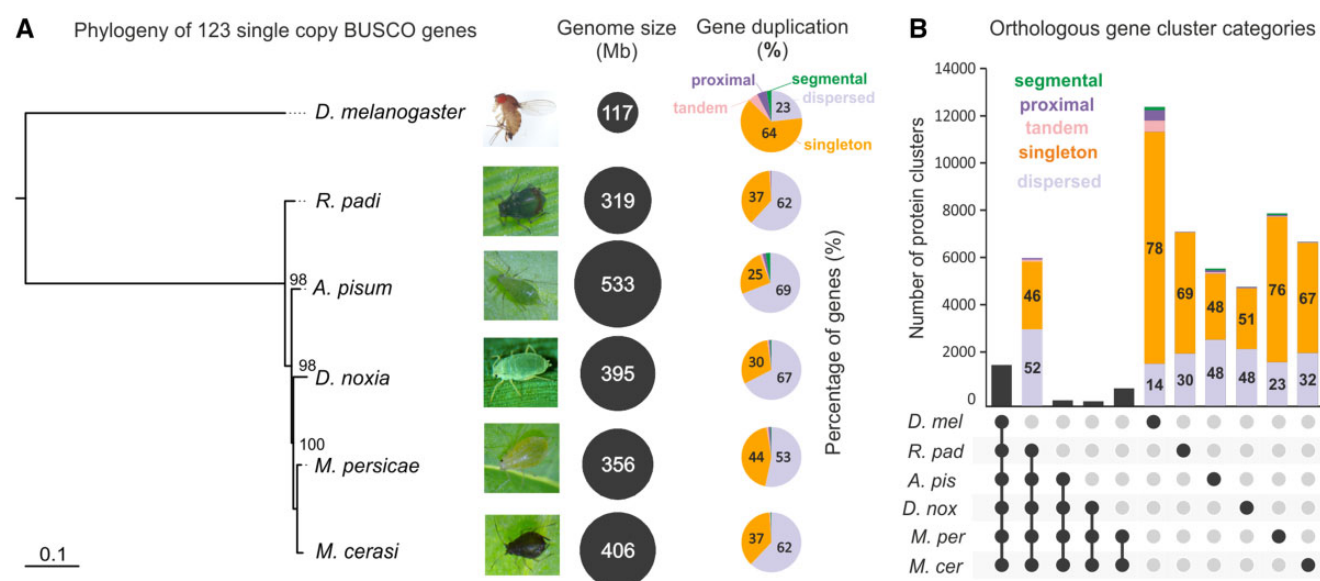 A
Phylogeny of 123 single copy BUSCO genes
Genome size
(Mb)
Gene duplication
(%)
proximal
segmental
tandem
dispersed
singleton
D. melanogaster
117
23
64
R. padi
319
37
62
98
A. pisum
533
25
69
98
D. noxia
395
30
67
100
M. persicae
356
44
53
M. cerasi
406
37
62
0.1
Percentage of genes (%)
B
Orthologous gene cluster categories
Number of protein clusters
14000
12000
10000
8000
6000
4000
2000
0
segmental
proximal
tandem
singleton
dispersed
46
52
78
14
69
30
48
48
51
48
76
23
67
32
D. mel
R. pad
A. pis
D. nox
M. per
M. cer